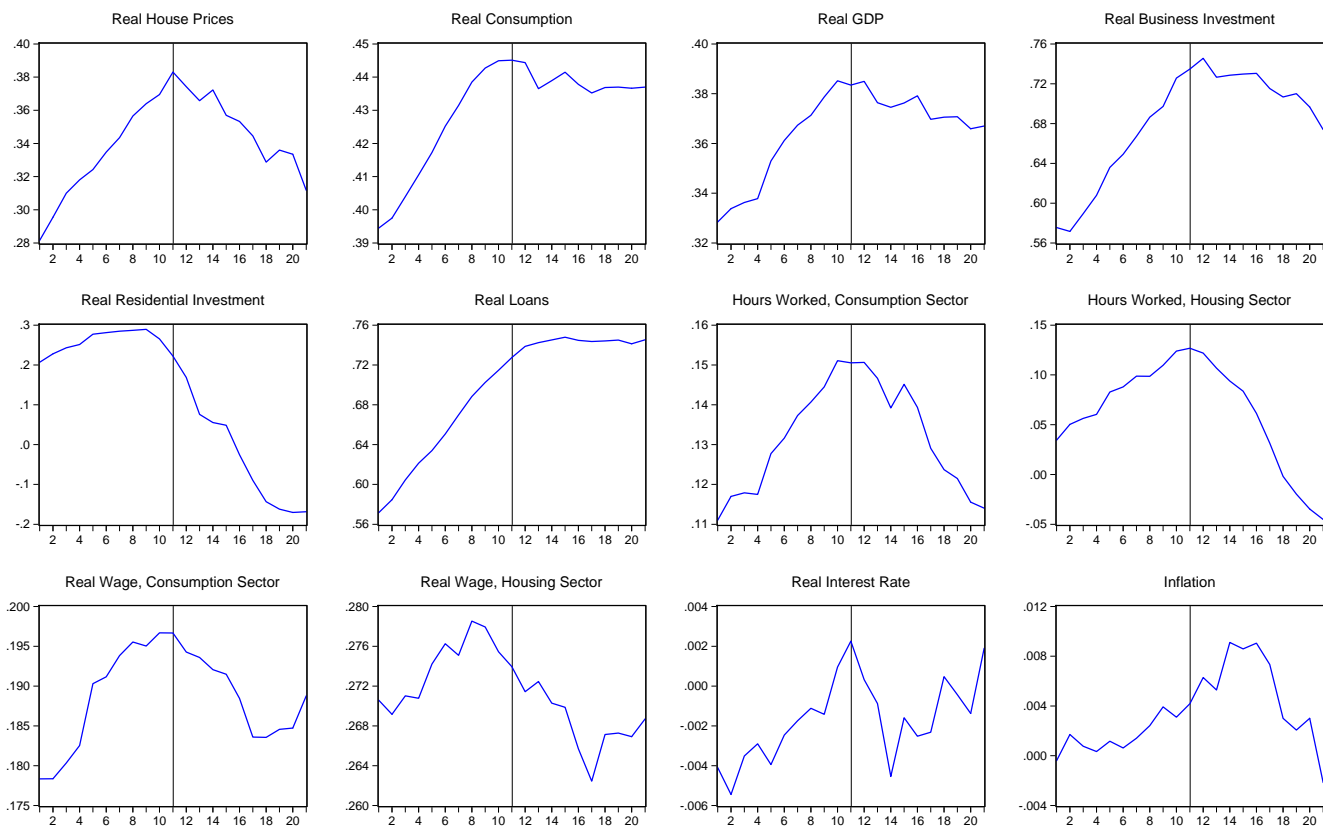 Real House Prices
.40
.38
.36
.34
.32
.30
.28
2 4 6 8 10 12 14 16 18 20
Real Consumption
.45
.44
.43
.42
.41
.40
.39
2 4 6 8 10 12 14 16 18 20
Real GDP
.40
.38
.36
.34
.32
2 4 6 8 10 12 14 16 18 20
Real Business Investment
.76
.72
.68
.64
.60
.56
2 4 6 8 10 12 14 16 18 20
Real Residential Investment
.3
.2
.1
.0
-.1
-.2
2 4 6 8 10 12 14 16 18 20
Real Loans
.76
.72
.68
.64
.60
.56
2 4 6 8 10 12 14 16 18 20
Hours Worked, Consumption Sector
.16
.15
.14
.13
.12
.11
2 4 6 8 10 12 14 16 18 20
Hours Worked, Housing Sector
.15
.10
.05
.00
-.05
2 4 6 8 10 12 14 16 18 20
Real Wage, Consumption Sector
.200
.195
.190
.185
.180
.175
2 4 6 8 10 12 14 16 18 20
Real Wage, Housing Sector
.280
.276
.272
.268
.264
.260
2 4 6 8 10 12 14 16 18 20
Real Interest Rate
.004
.002
.000
-.002
-.004
-.006
2 4 6 8 10 12 14 16 18 20
Inflation
.012
.008
.004
.000
-.004
2 4 6 8 10 12 14 16 18 20